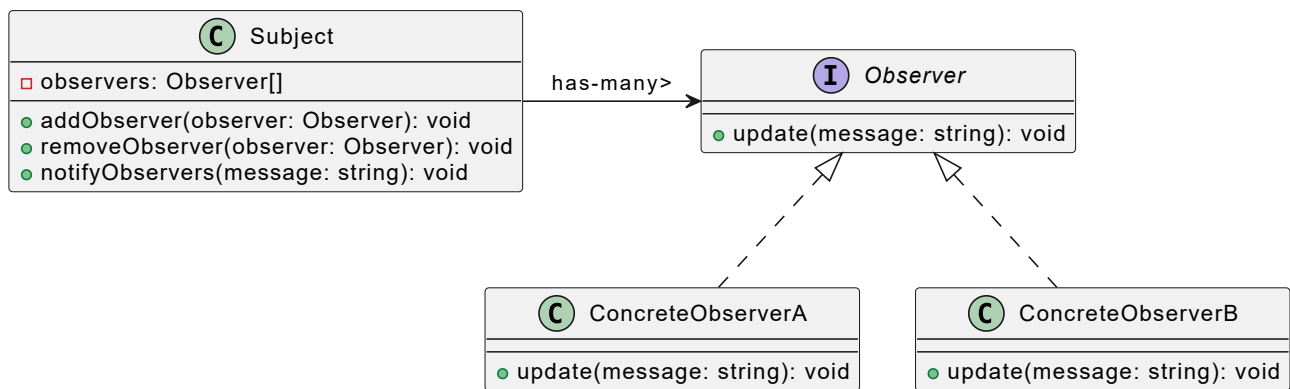 C Subject
observers: Observer[]
addObserver(observer: Observer): void
removeObserver(observer: Observer): void
notifyObservers(message: string): void
has-many>
I Observer
update(message: string): void
C ConcreteObserverA
update(message: string): void
C ConcreteObserverB
update(message: string): void